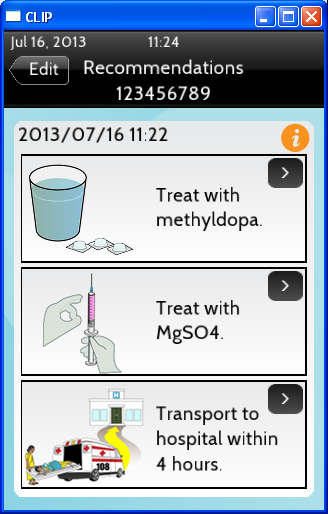 CLIP
Jul 16, 2013 11:24
Edit Recommendations
123456789
2013/07/16 11:22
i
>
Treat with
methyldopa.
>
Treat with
MgSO4.
H
>
Transport to
hospital within
4 hours.
108